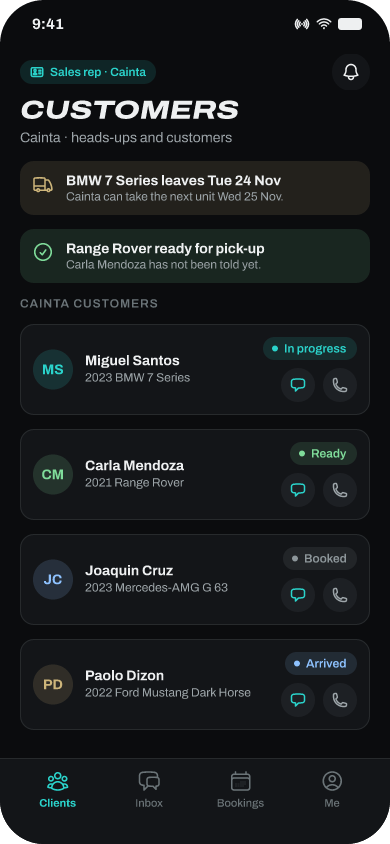 9:41
Sales rep · Cainta
CUSTOMERS
Cainta · heads-ups and customers
BMW 7 Series leaves Tue 24 Nov
Cainta can take the next unit Wed 25 Nov.
Range Rover ready for pick-up
Carla Mendoza has not been told yet.
CAINTA CUSTOMERS
In progress
MS
Miguel Santos
2023 BMW 7 Series
Ready
CM
Carla Mendoza
2021 Range Rover
Booked
JC
Joaquin Cruz
2023 Mercedes-AMG G 63
Arrived
PD
Paolo Dizon
2022 Ford Mustang Dark Horse
Clients
Inbox
Bookings
Me